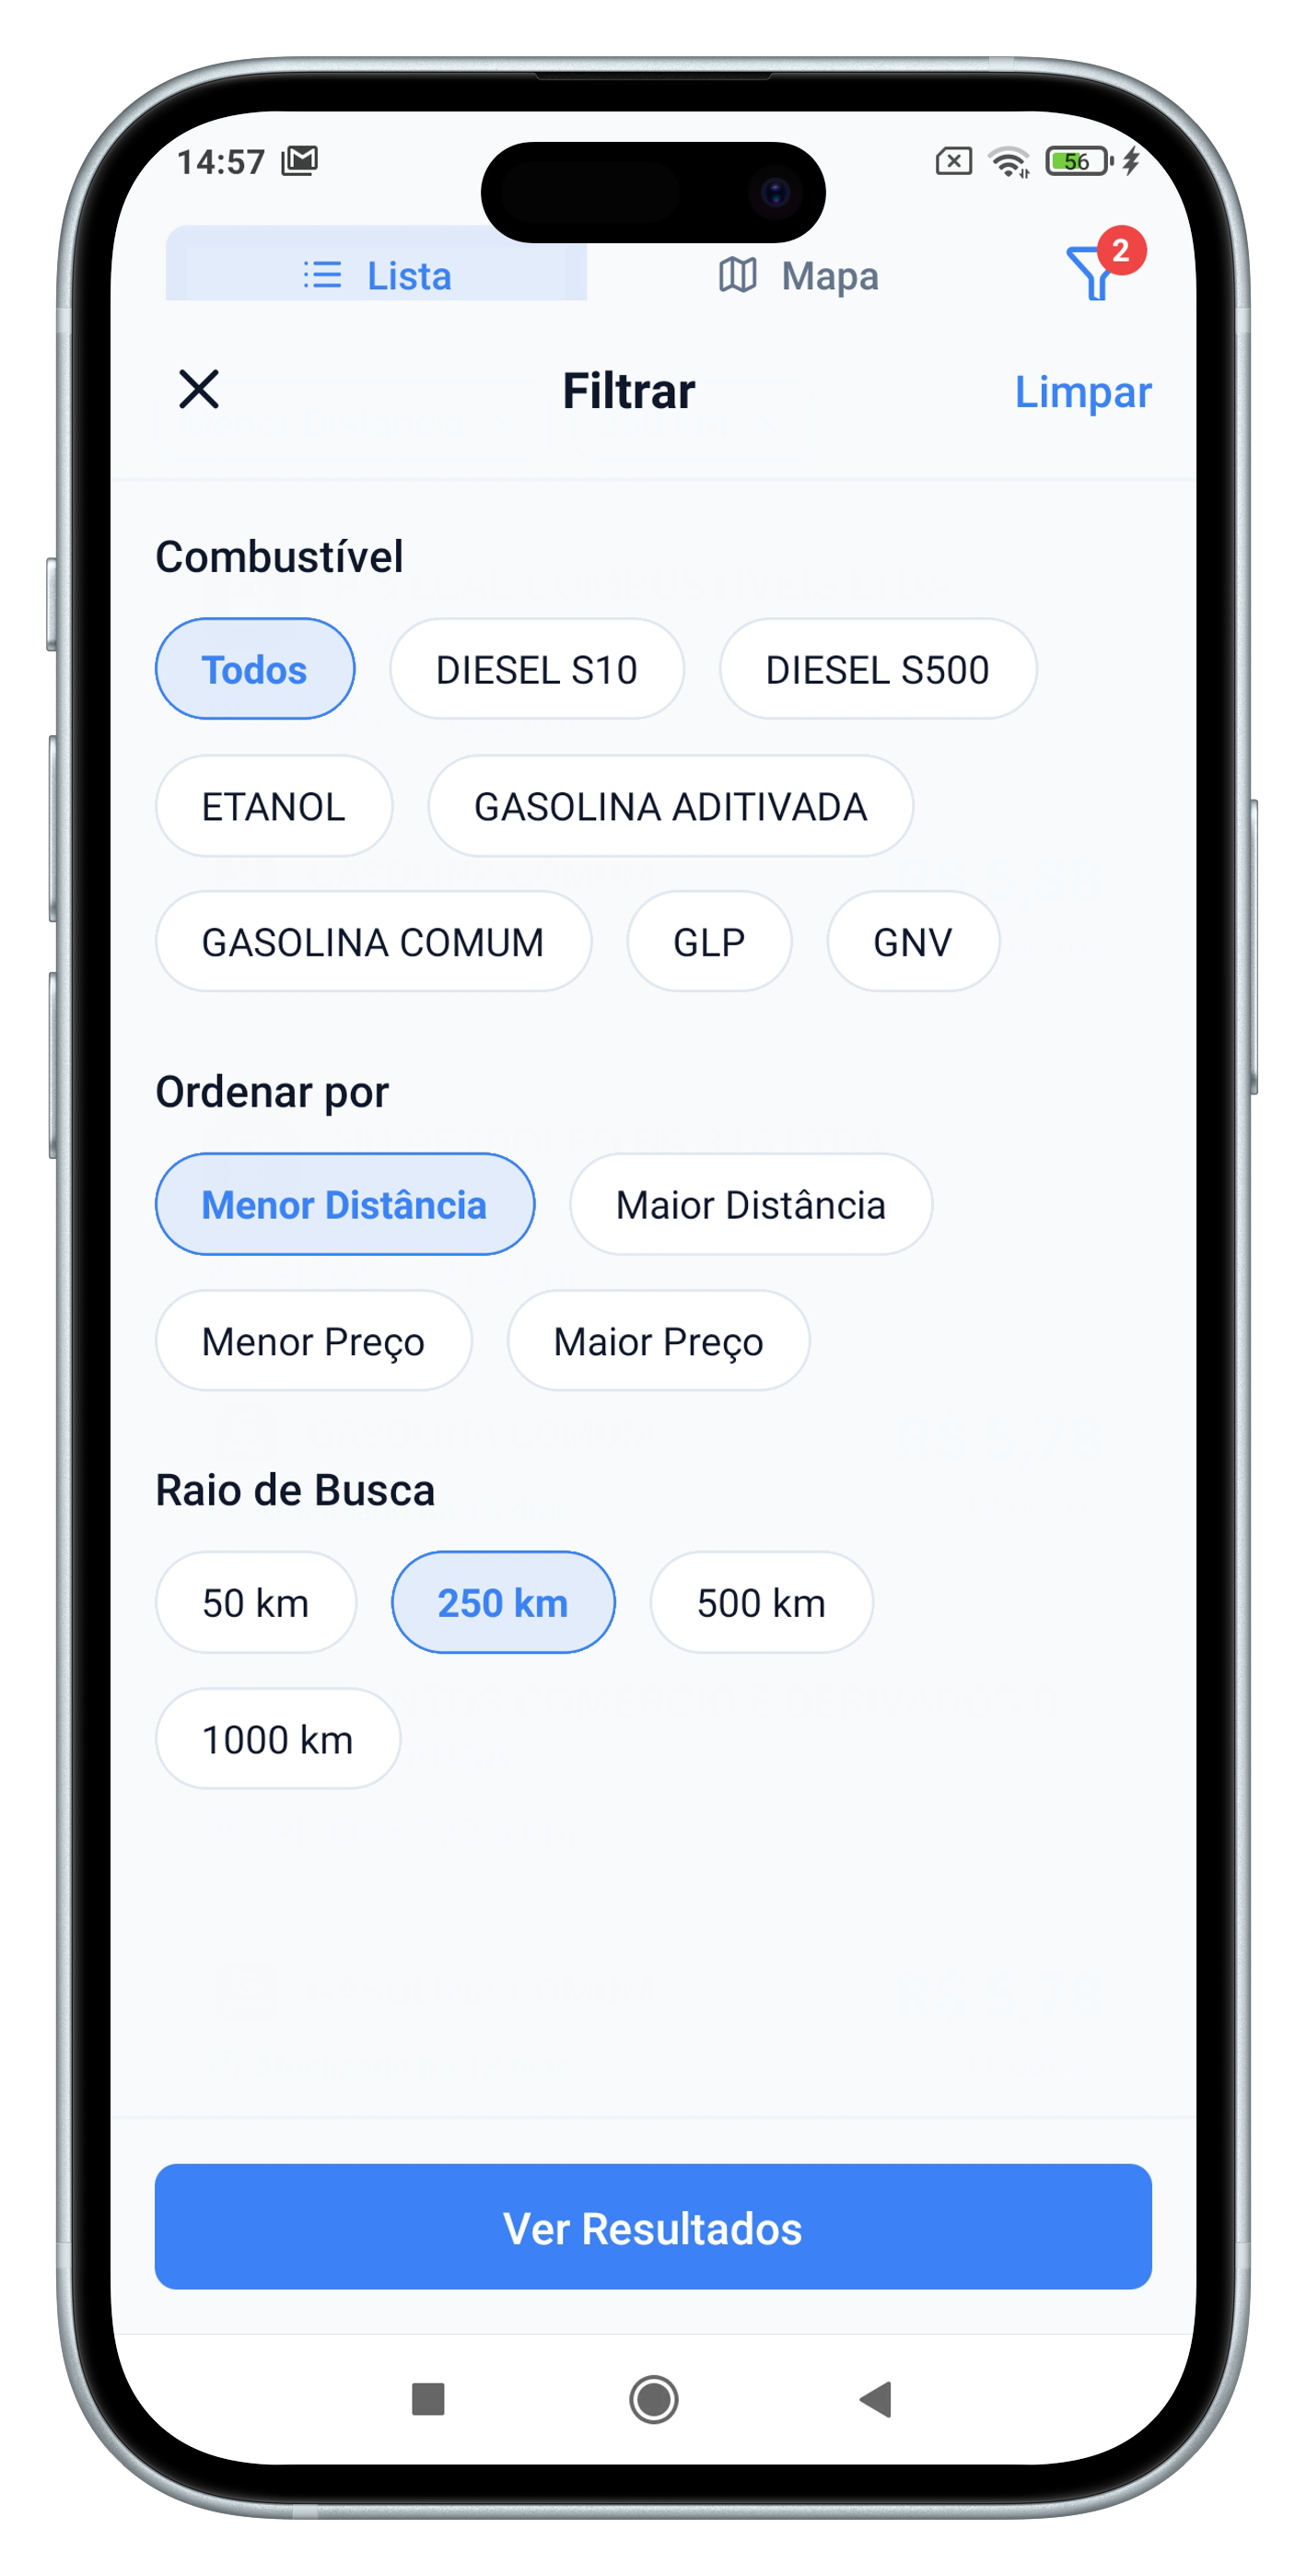 14:57
56
Lista
Mapa
2
Filtrar
Limpar
Combustível
Todos
DIESEL S10
DIESEL S500
ETANOL
GASOLINA ADITIVADA
GASOLINA COMUM
GLP
GNV
Ordenar por
Menor Distância
Maior Distância
Menor Preço
Maior Preço
Raio de Busca
50 km
250 km
500 km
1000 km
Ver Resultados